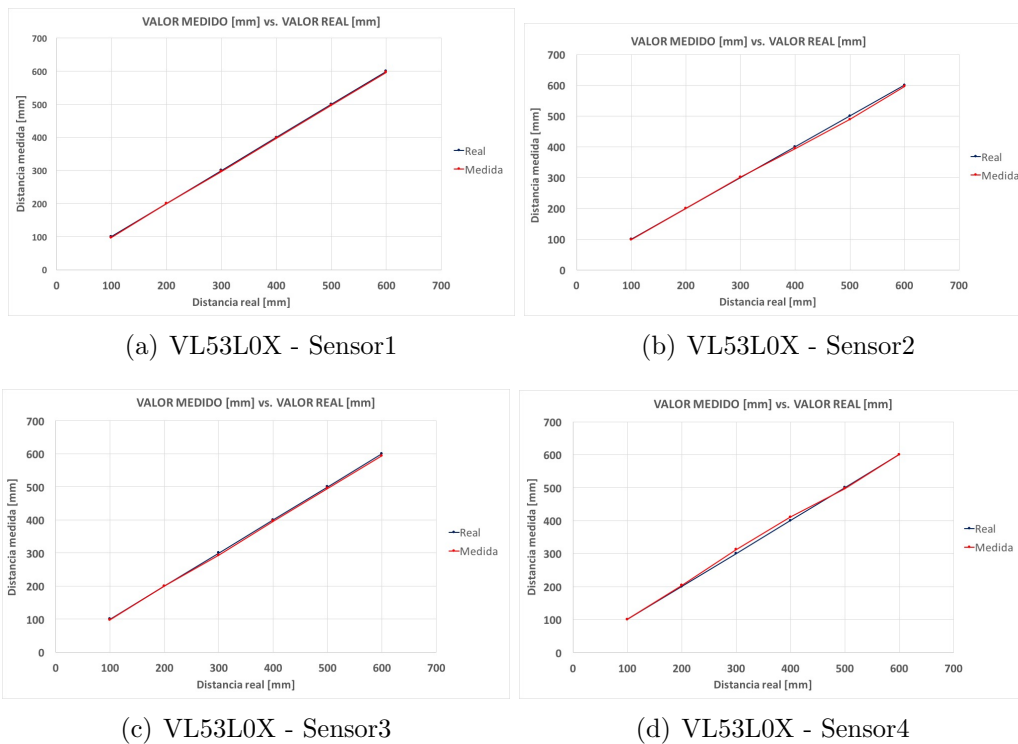 VALOR MEDIDO [mm] vs. VALOR REAL [mm]
700
600
500
400
300
200
100
0
Distancia medida [mm]
0 100 200 300 400 500 600 700
Distancia real [mm]
Real
Medida
(a) VL53L0X - Sensor1
VALOR MEDIDO [mm] vs. VALOR REAL [mm]
700
600
500
400
300
200
100
0
Distancia medida [mm]
0 100 200 300 400 500 600 700
Distancia real [mm]
Real
Medida
(b) VL53L0X - Sensor2
VALOR MEDIDO [mm] vs. VALOR REAL [mm]
700
600
500
400
300
200
100
0
Distancia medida [mm]
0 100 200 300 400 500 600 700
Distancia real [mm]
Real
Medida
(c) VL53L0X - Sensor3
VALOR MEDIDO [mm] vs. VALOR REAL [mm]
700
600
500
400
300
200
100
0
Distancia medida [mm]
0 100 200 300 400 500 600 700
Distancia real [mm]
Real
Medida
(d) VL53L0X - Sensor4